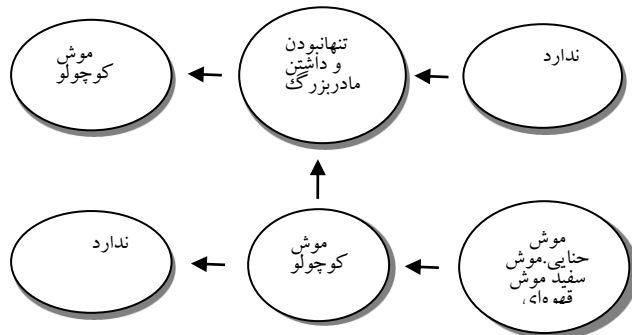 ندارد
تنهانبودن
و داشتن
مادربزرگ
موش
کوچولو
موش
حنایی.موش
سفید موش
قهوه‌ای
موش
کوچولو
ندارد